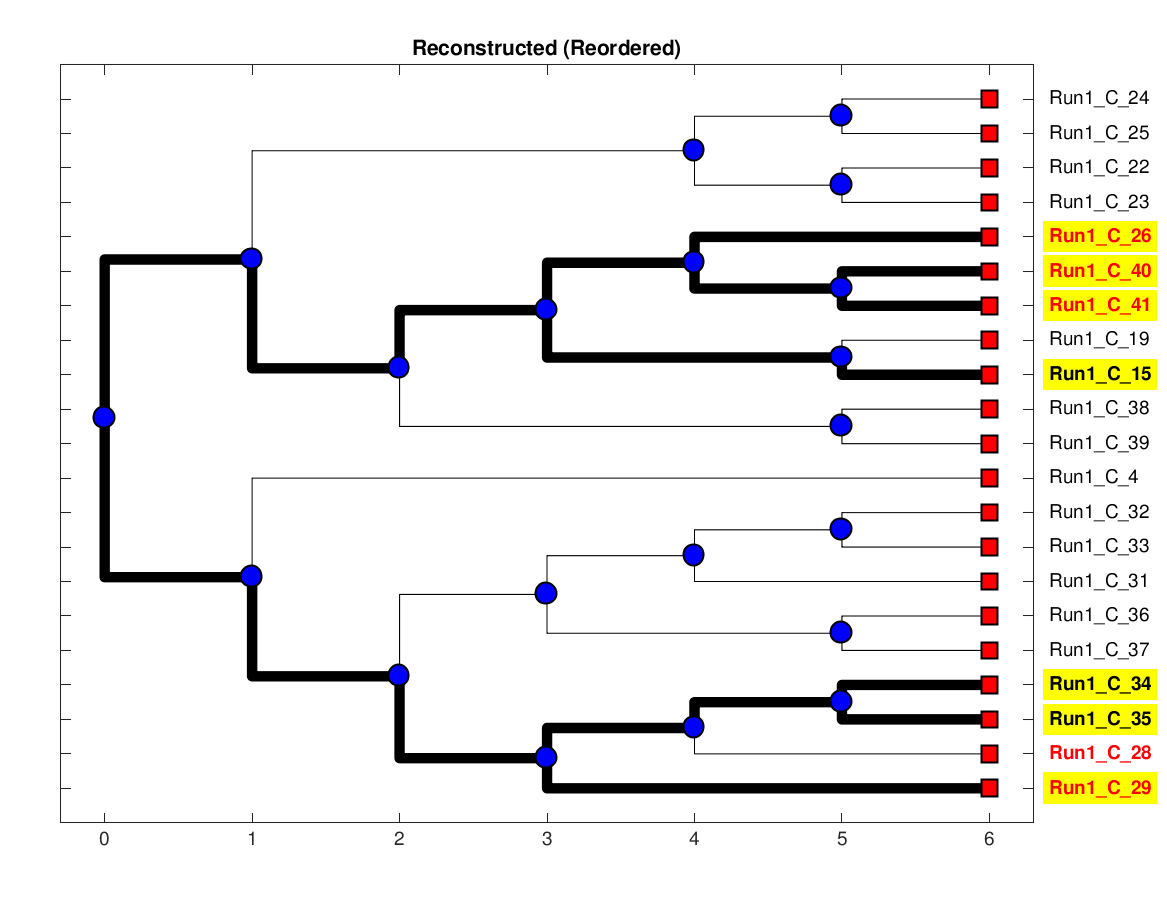 Reconstructed (Reordered)
Run1_C_24
Run1_C_25
Run1_C_22
Run1_C_23
Run1_C_26
Run1_C_40
Run1_C_41
Run1_C_19
Run1_C_15
Run1_C_38
Run1_C_39
Run1_C_4
Run1_C_32
Run1_C_33
Run1_C_31
Run1_C_36
Run1_C_37
Run1_C_34
Run1_C_35
Run1_C_28
Run1_C_29
0 1 2 3 4 5 6